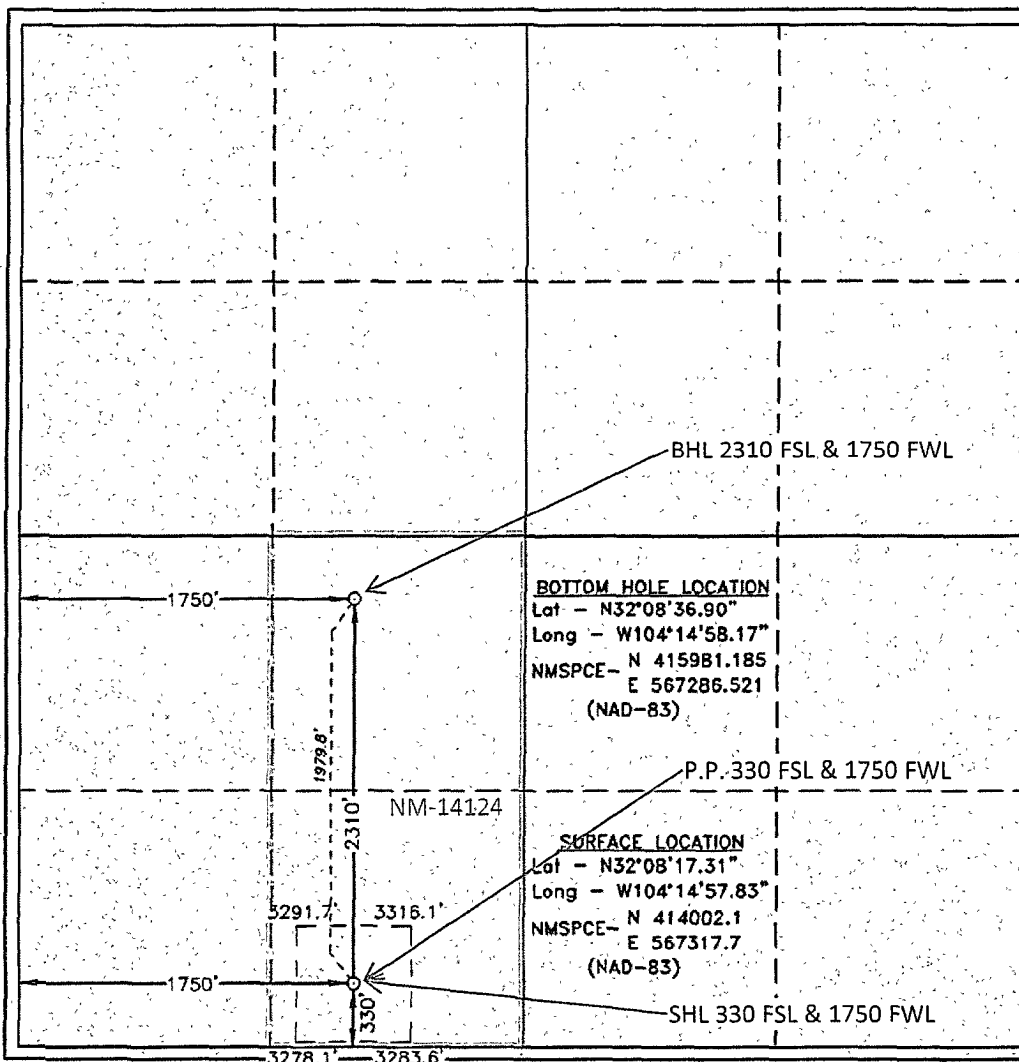 BHL 2310 FSL & 1750 FWL
1750'
BOTTOM HOLE LOCATION
Lat - N32°08'36.90"
Long - W104°14'58.17"
NMSPCE- N 415981.185
E 567286.521
(NAD-83)
1979.8'
2310'
P.P. 330 FSL & 1750 FWL
NM-14124
SURFACE LOCATION
Lat - N32°08'17.31"
Long - W104°14'57.83"
NMSPCE- N 414002.1
E 567317.7
(NAD-83)
3291.7' 3316.1'
1750'
330'
SHL 330 FSL & 1750 FWL
3278.1' 3283.6'